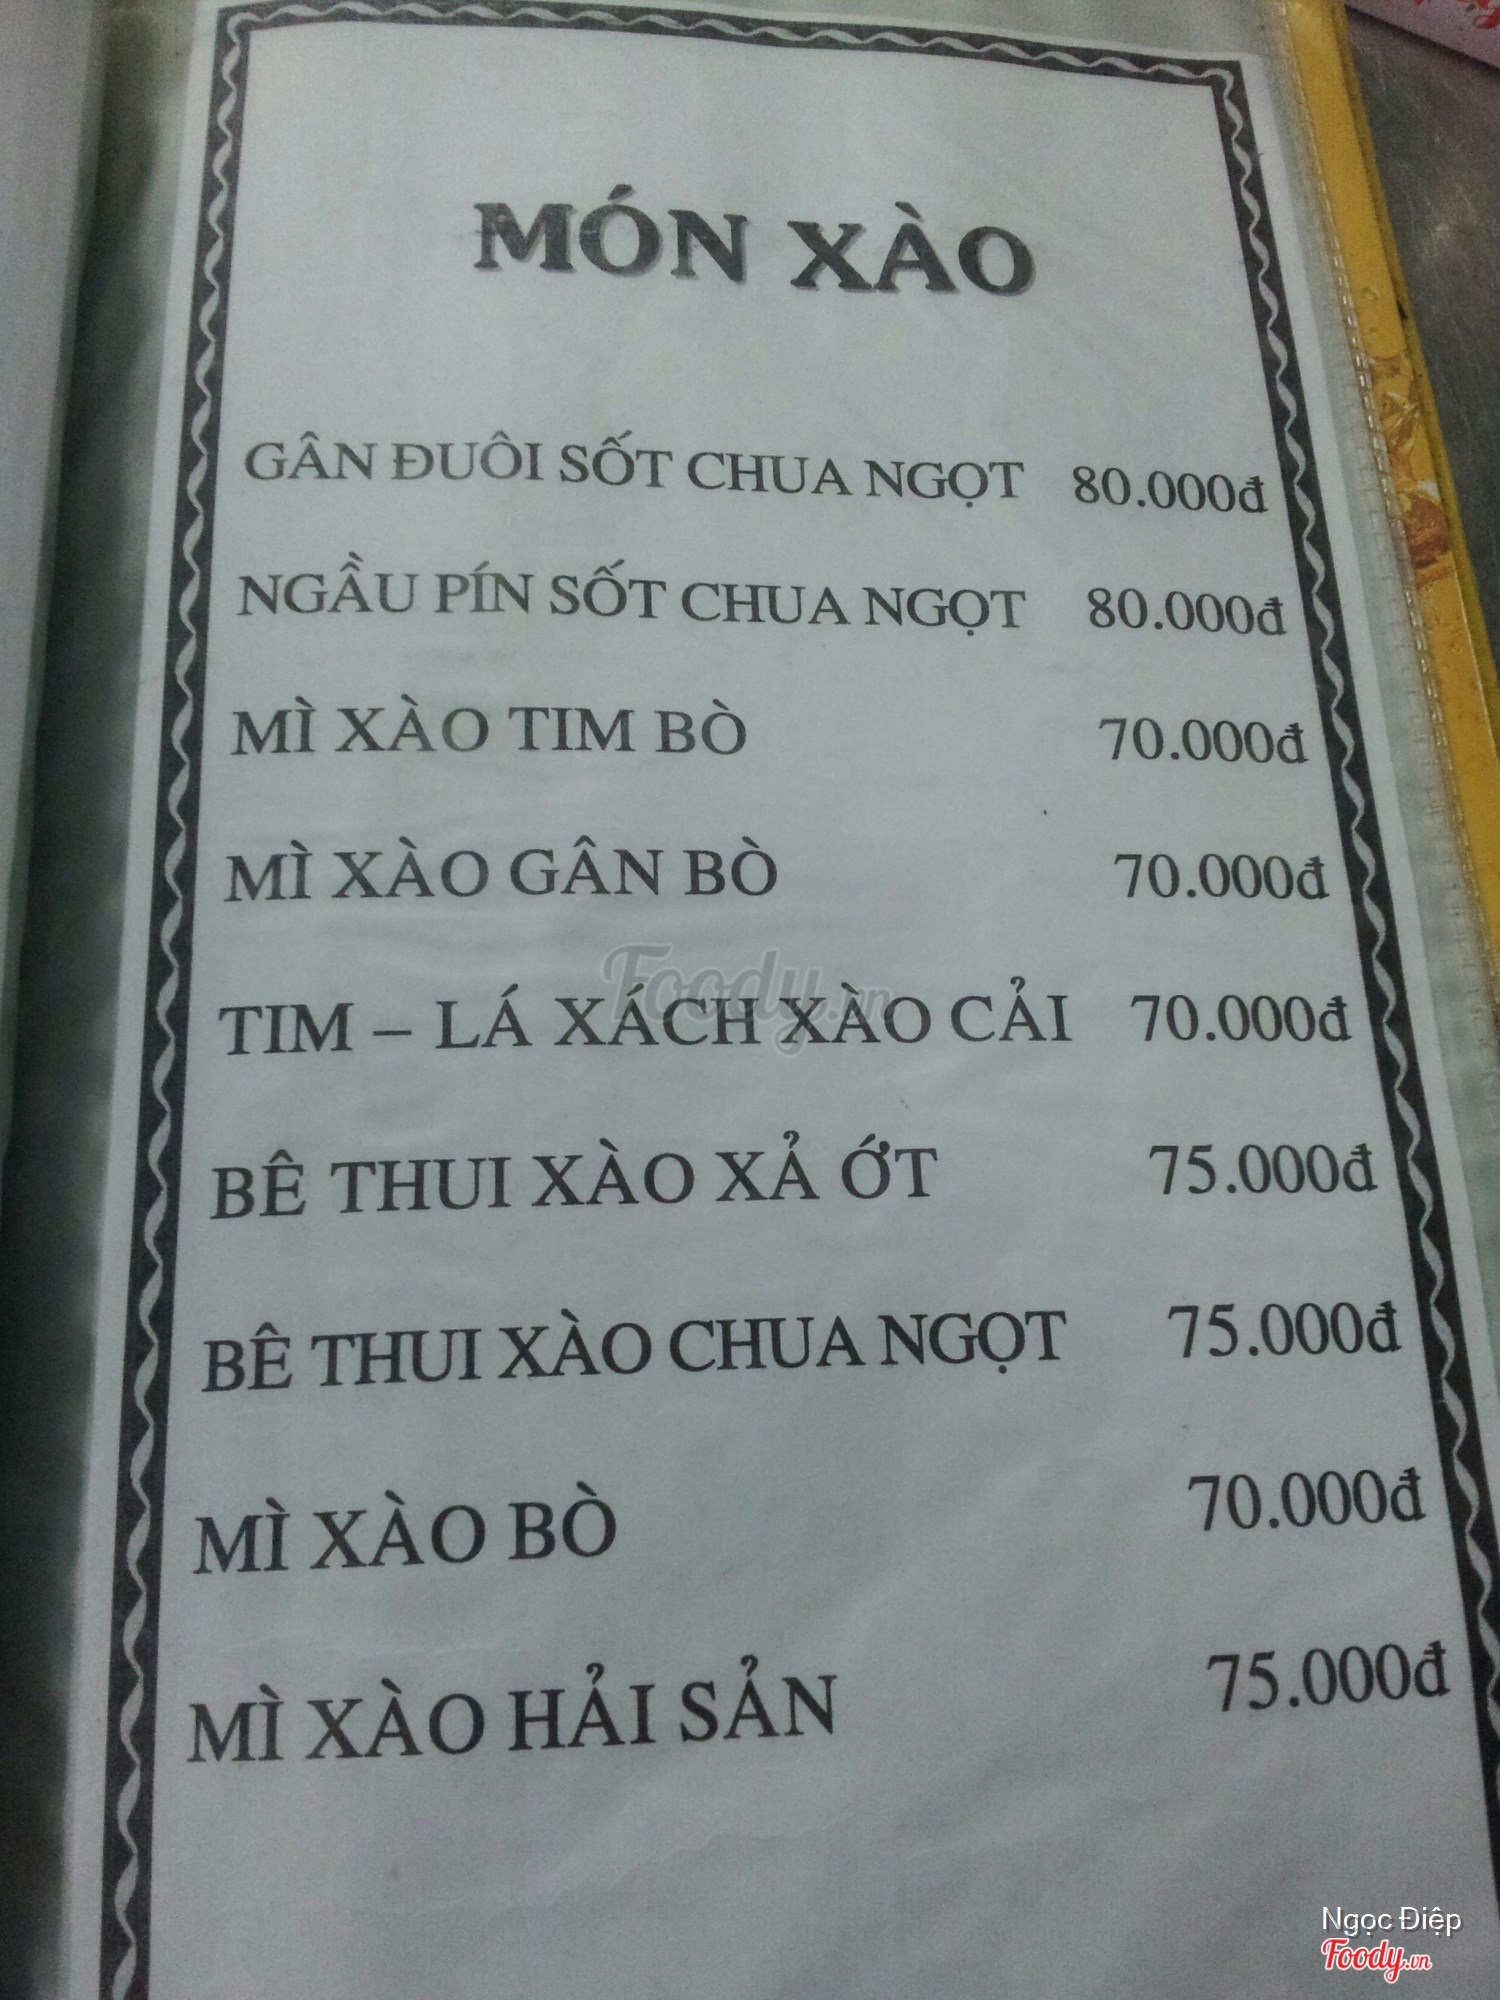 MÓN XÀO
GÂN ĐUÔI SỐT CHUA NGỌT 80.000đ
NGẦU PÍN SỐT CHUA NGỌT 80.000đ
MÌ XÀO TIM BÒ 70.000đ
MÌ XÀO GÂN BÒ 70.000đ
Foody.vn
TIM – LÁ XÁCH XÀO CẢI 70.000đ
BÊ THUI XÀO XẢ ỚT 75.000đ
BÊ THUI XÀO CHUA NGỌT 75.000đ
MÌ XÀO BÒ 70.000đ
MÌ XÀO HẢI SẢN 75.000đ
Ngọc Điệp
Foody.vn